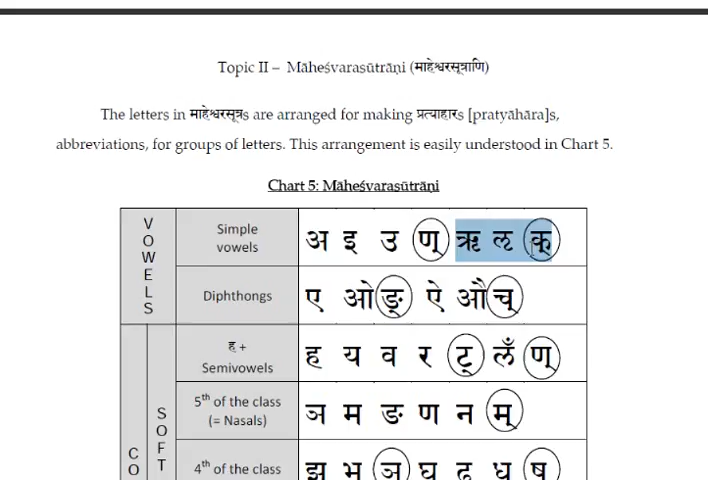 Topic II – Māheśvarasūtrāṇi (माहेश्वरसूत्राणि)
The letters in माहेश्वरसूत्रs are arranged for making प्रत्याहारs [pratyāhāra]s,
abbreviations, for groups of letters. This arrangement is easily understood in Chart 5.
Chart 5: Māheśvarasūtrāṇi
VOWELS
Simple vowels अ इ उ ण् ऋ ऌ क्
Diphthongs ए ओ ङ् ऐ औ च्
CO
SOFT
ह + Semivowels ह य व र ट् लँ ण्
5th of the class (= Nasals) ञ म ङ ण न म्
4th of the class झ भ ञ् घ ढ ध ष्